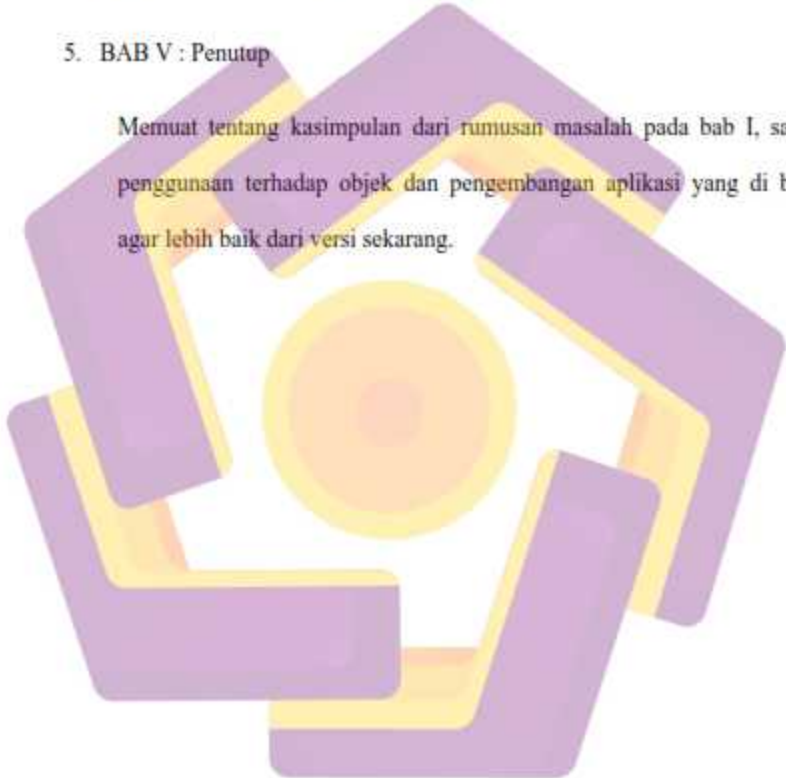 5. BAB V : Penutup
Memuat tentang kasimpulan dari rumusan masalah pada bab I,
penggunaan terhadap objek dan pengembangan aplikasi yang di
agar lebih baik dari versi sekarang.